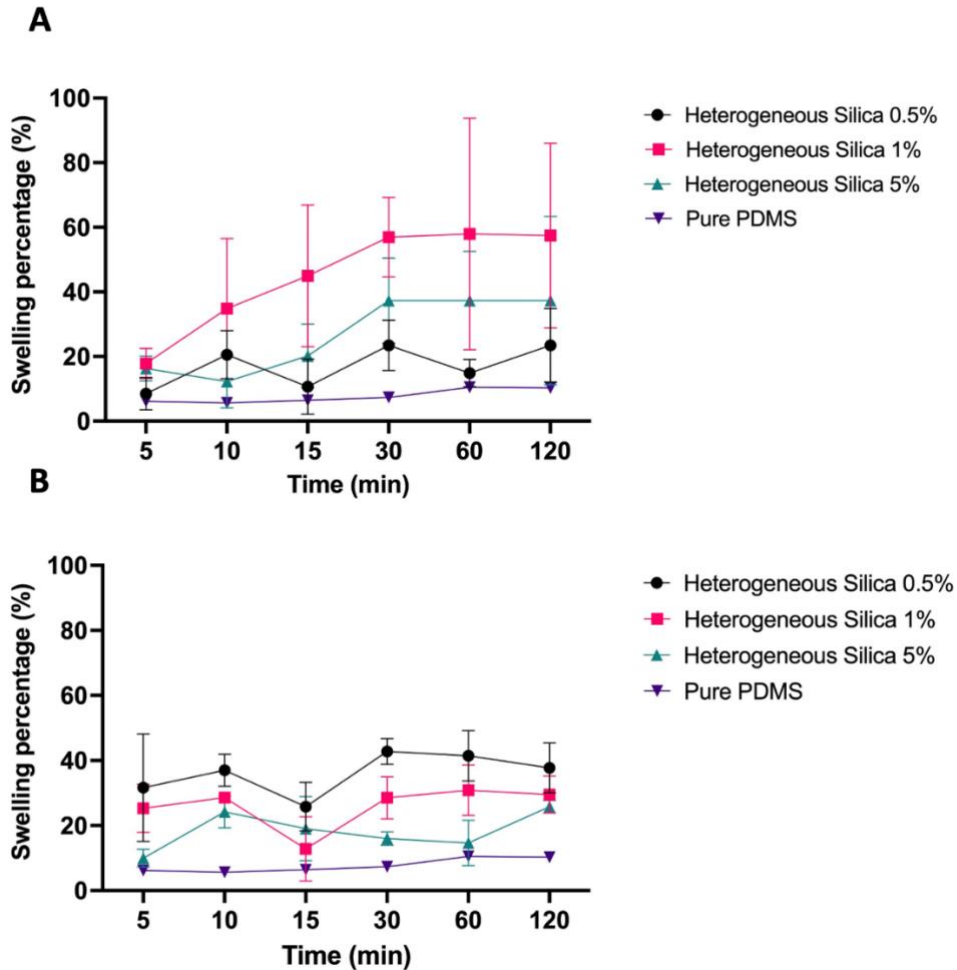 A
Swelling percentage (%)
100
80
60
40
20
0
5 10 15 30 60 120
Time (min)
Heterogeneous Silica 0.5%
Heterogeneous Silica 1%
Heterogeneous Silica 5%
Pure PDMS
B
Swelling percentage (%)
100
80
60
40
20
0
5 10 15 30 60 120
Time (min)
Heterogeneous Silica 0.5%
Heterogeneous Silica 1%
Heterogeneous Silica 5%
Pure PDMS